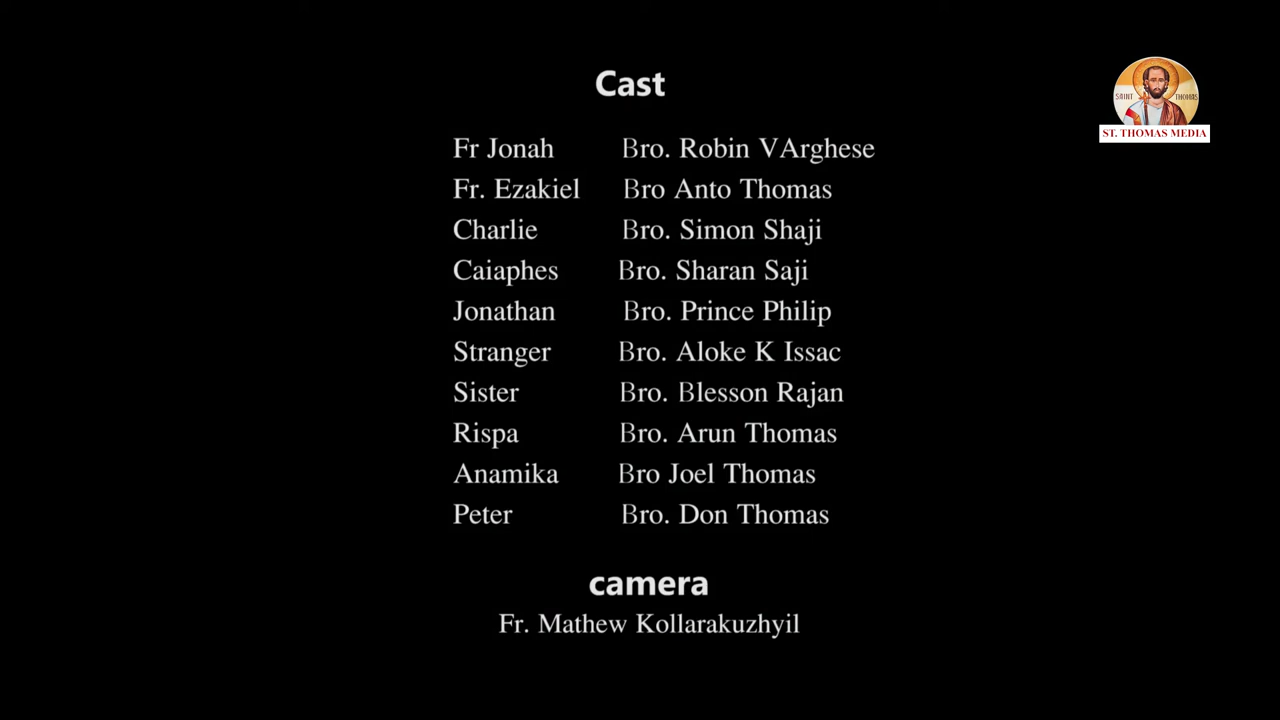 Cast
SAINT THOMAS
ST. THOMAS MEDIA
Fr Jonah Bro. Robin VArghese
Fr. Ezakiel Bro Anto Thomas
Charlie Bro. Simon Shaji
Caiaphes Bro. Sharan Saji
Jonathan Bro. Prince Philip
Stranger Bro. Aloke K Issac
Sister Bro. Blesson Rajan
Rispa Bro. Arun Thomas
Anamika Bro Joel Thomas
Peter Bro. Don Thomas
camera
Fr. Mathew Kollarakuzhyil